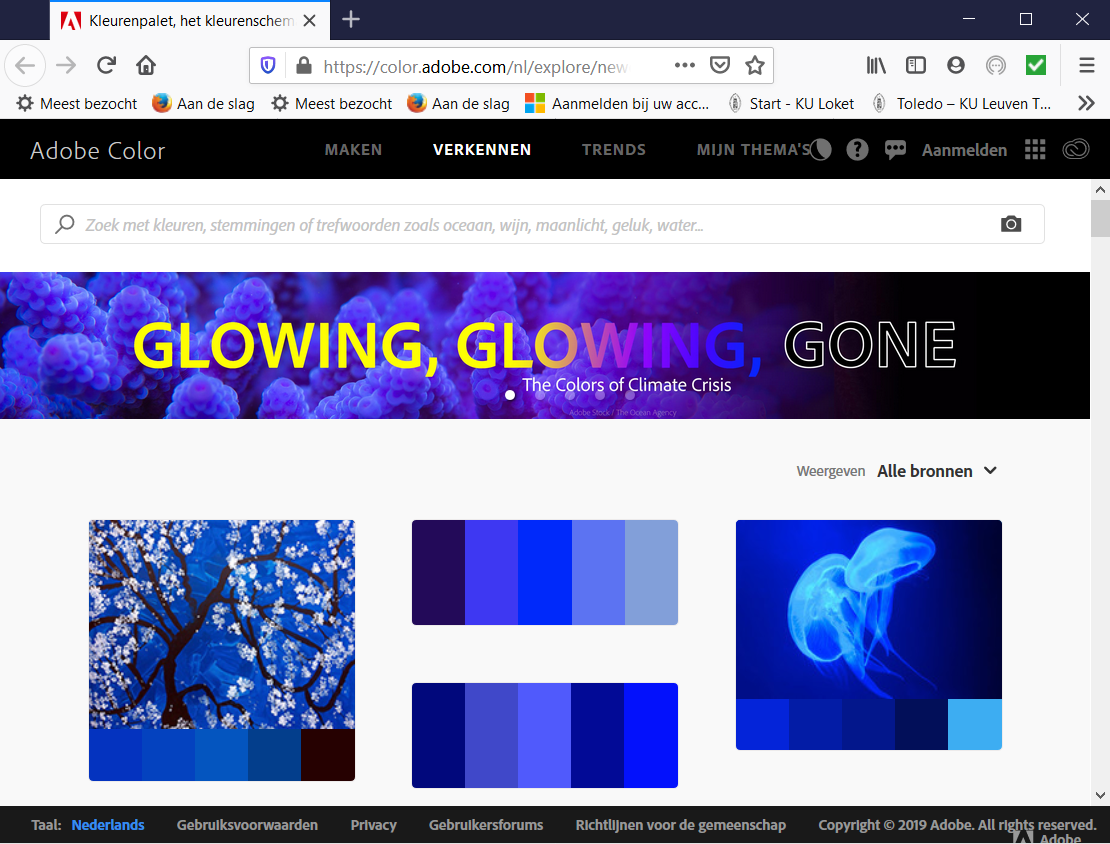 Kleurenpalet, het kleurenschem
https://color.adobe.com/nl/explore/new
Meest bezocht Aan de slag Meest bezocht Aan de slag Aanmelden bij uw acc... Start - KU Loket Toledo – KU Leuven T...
Adobe Color MAKEN VERKENNEN TRENDS MIJN THEMA'S Aanmelden
Zoek met kleuren, stemmingen of trefwoorden zoals oceaan, wijn, maanlicht, geluk, water...
GLOWING, GLOWING, GONE
The Colors of Climate Crisis
Adobe Stock / The Ocean Agency
Weergeven Alle bronnen
Taal: Nederlands Gebruiksvoorwaarden Privacy Gebruikersforums Richtlijnen voor de gemeenschap Copyright © 2019 Adobe. All rights reserved.
Adobe